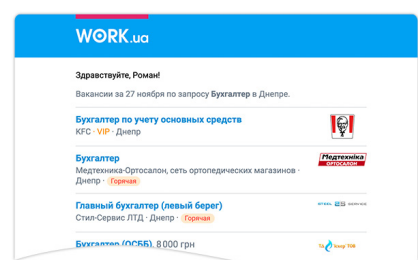 WORK.ua
Здравствуйте, Роман!
Вакансии за 27 ноября по запросу Бухгалтер в Днепре.
Бухгалтер по учету основных средств
KFC · VIP · Днепр
Бухгалтер
Медтехника-Ортосалон, сеть ортопедических магазинов ·
Днепр · Горячая
Медтехніка
ОРТОСАЛОН
Главный бухгалтер (левый берег)
Стил-Сервис ЛТД · Днепр · Горячая
Бухгалтер (ОСББ), 8 000 грн